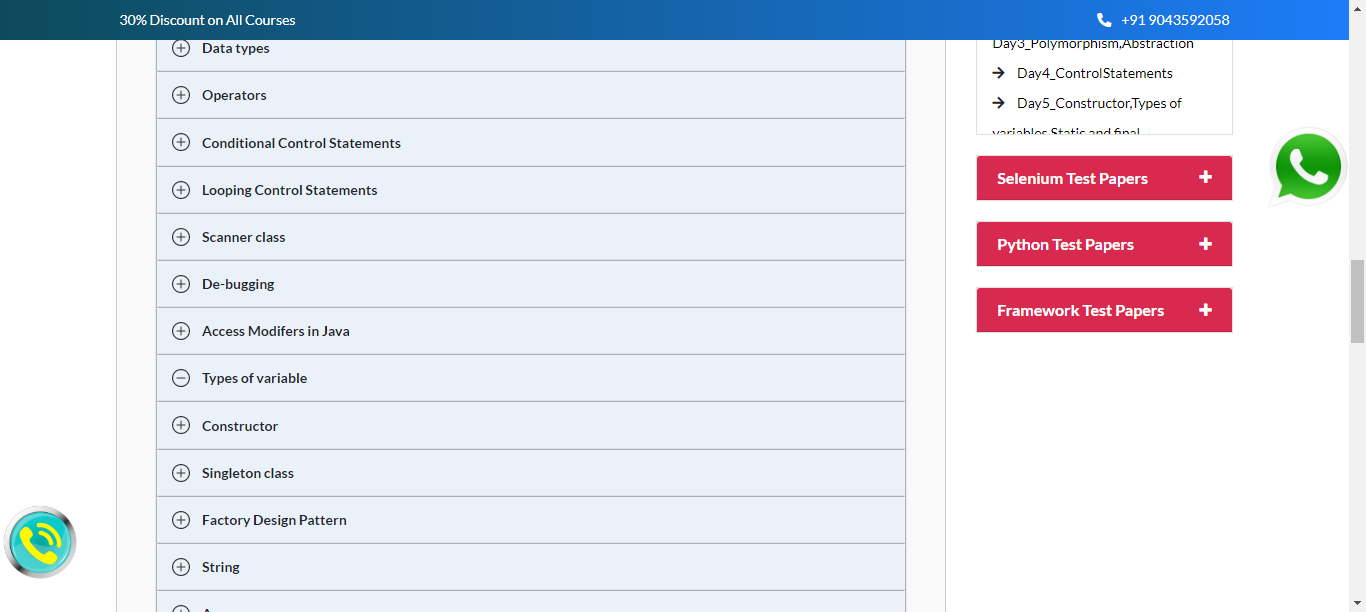 30% Discount on All Courses
+91 9043592058
Data types
Operators
Conditional Control Statements
Looping Control Statements
Scanner class
De-bugging
Access Modifers in Java
Types of variable
Constructor
Singleton class
Factory Design Pattern
String
Day3_Polymorphism,Abstraction
Day4_ControlStatements
Day5_Constructor,Types of
variables,Static and final
Selenium Test Papers
Python Test Papers
Framework Test Papers